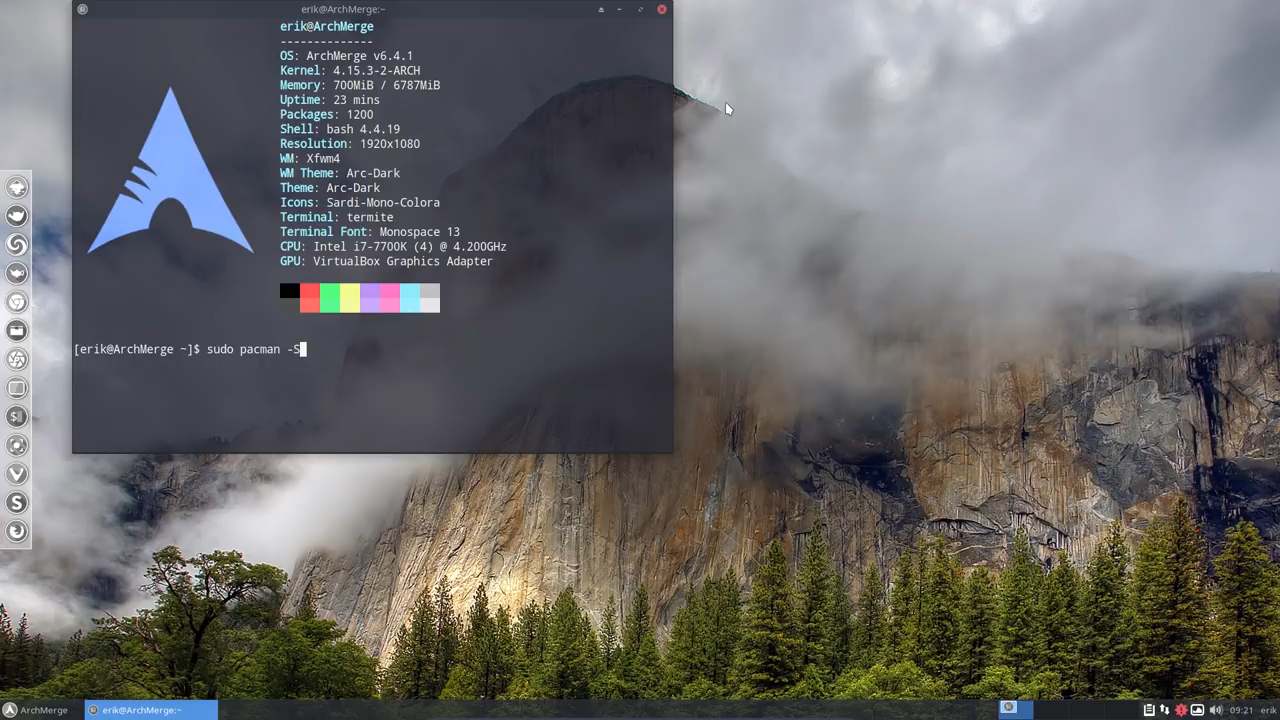 erik@ArchMerge:~
erik@ArchMerge
--------------
OS: ArchMerge v6.4.1
Kernel: 4.15.3-2-ARCH
Memory: 700MiB / 6787MiB
Uptime: 23 mins
Packages: 1200
Shell: bash 4.4.19
Resolution: 1920x1080
WM: Xfwm4
WM Theme: Arc-Dark
Theme: Arc-Dark
Icons: Sardi-Mono-Colora
Terminal: termite
Terminal Font: Monospace 13
CPU: Intel i7-7700K (4) @ 4.200GHz
GPU: VirtualBox Graphics Adapter
[erik@ArchMerge ~]$ sudo pacman -S
ArchMerge
erik@ArchMerge:~
09:21
erik